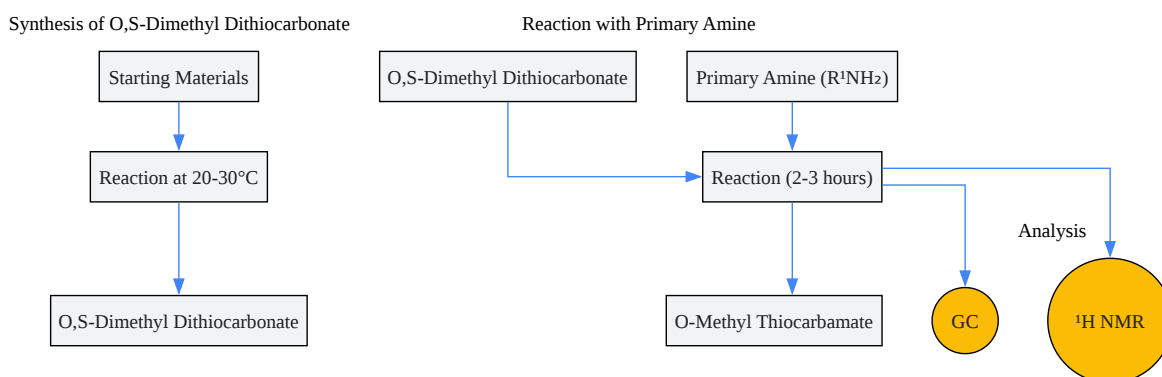 Synthesis of O,S-Dimethyl Dithiocarbonate
Starting Materials
Reaction at 20-30°C
O,S-Dimethyl Dithiocarbonate
Reaction with Primary Amine
O,S-Dimethyl Dithiocarbonate
Primary Amine (R¹NH₂)
Reaction (2-3 hours)
Analysis
O-Methyl Thiocarbamate
GC
¹H NMR